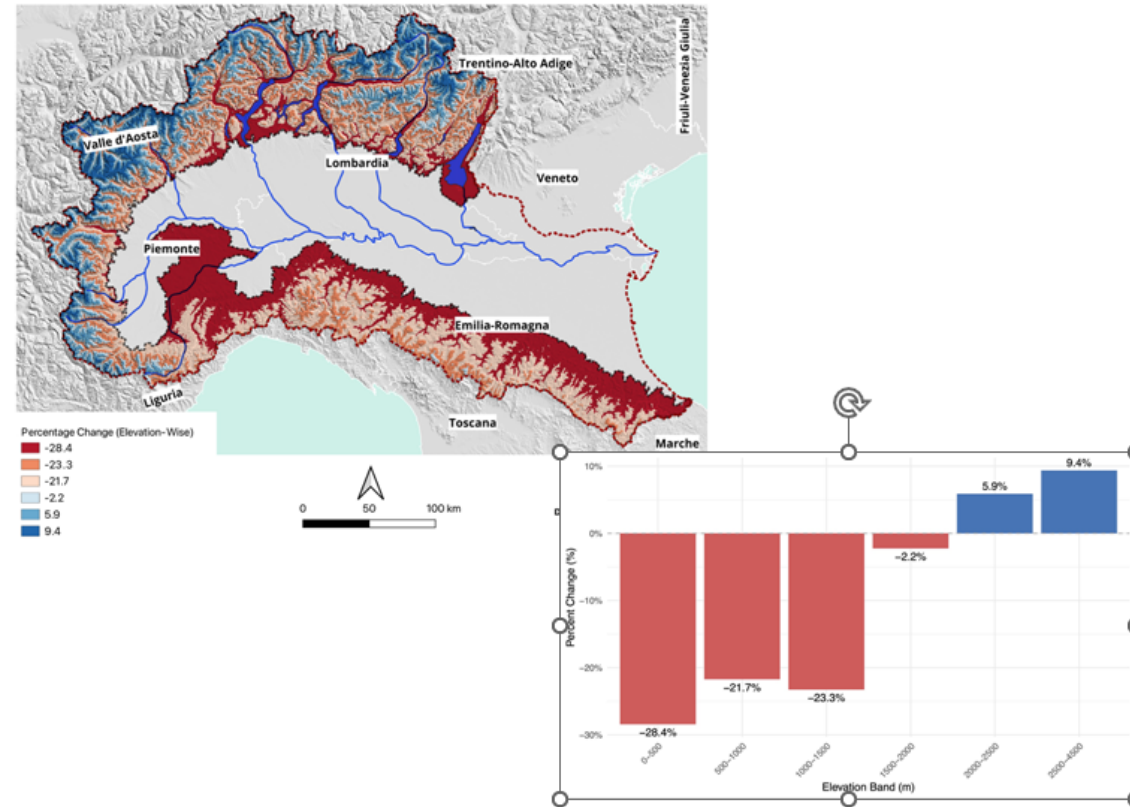 Friuli-Venezia Giulia
Trentino-Alto Adige
Valle d'Aosta
Lombardia
Veneto
Piemonte
Emilia-Romagna
Liguria
Toscana
Marche
Percentage Change (Elevation-Wise)
-28.4
-23.3
-21.7
-2.2
5.9
9.4
0 50 100 km
Percent Change (%)
10%
0%
−10%
−20%
−30%
−28.4%
−21.7%
−23.3%
−2.2%
5.9%
9.4%
0−500
500−1000
1000−1500
1500−2000
2000−2500
2500−4500
Elevation Band (m)